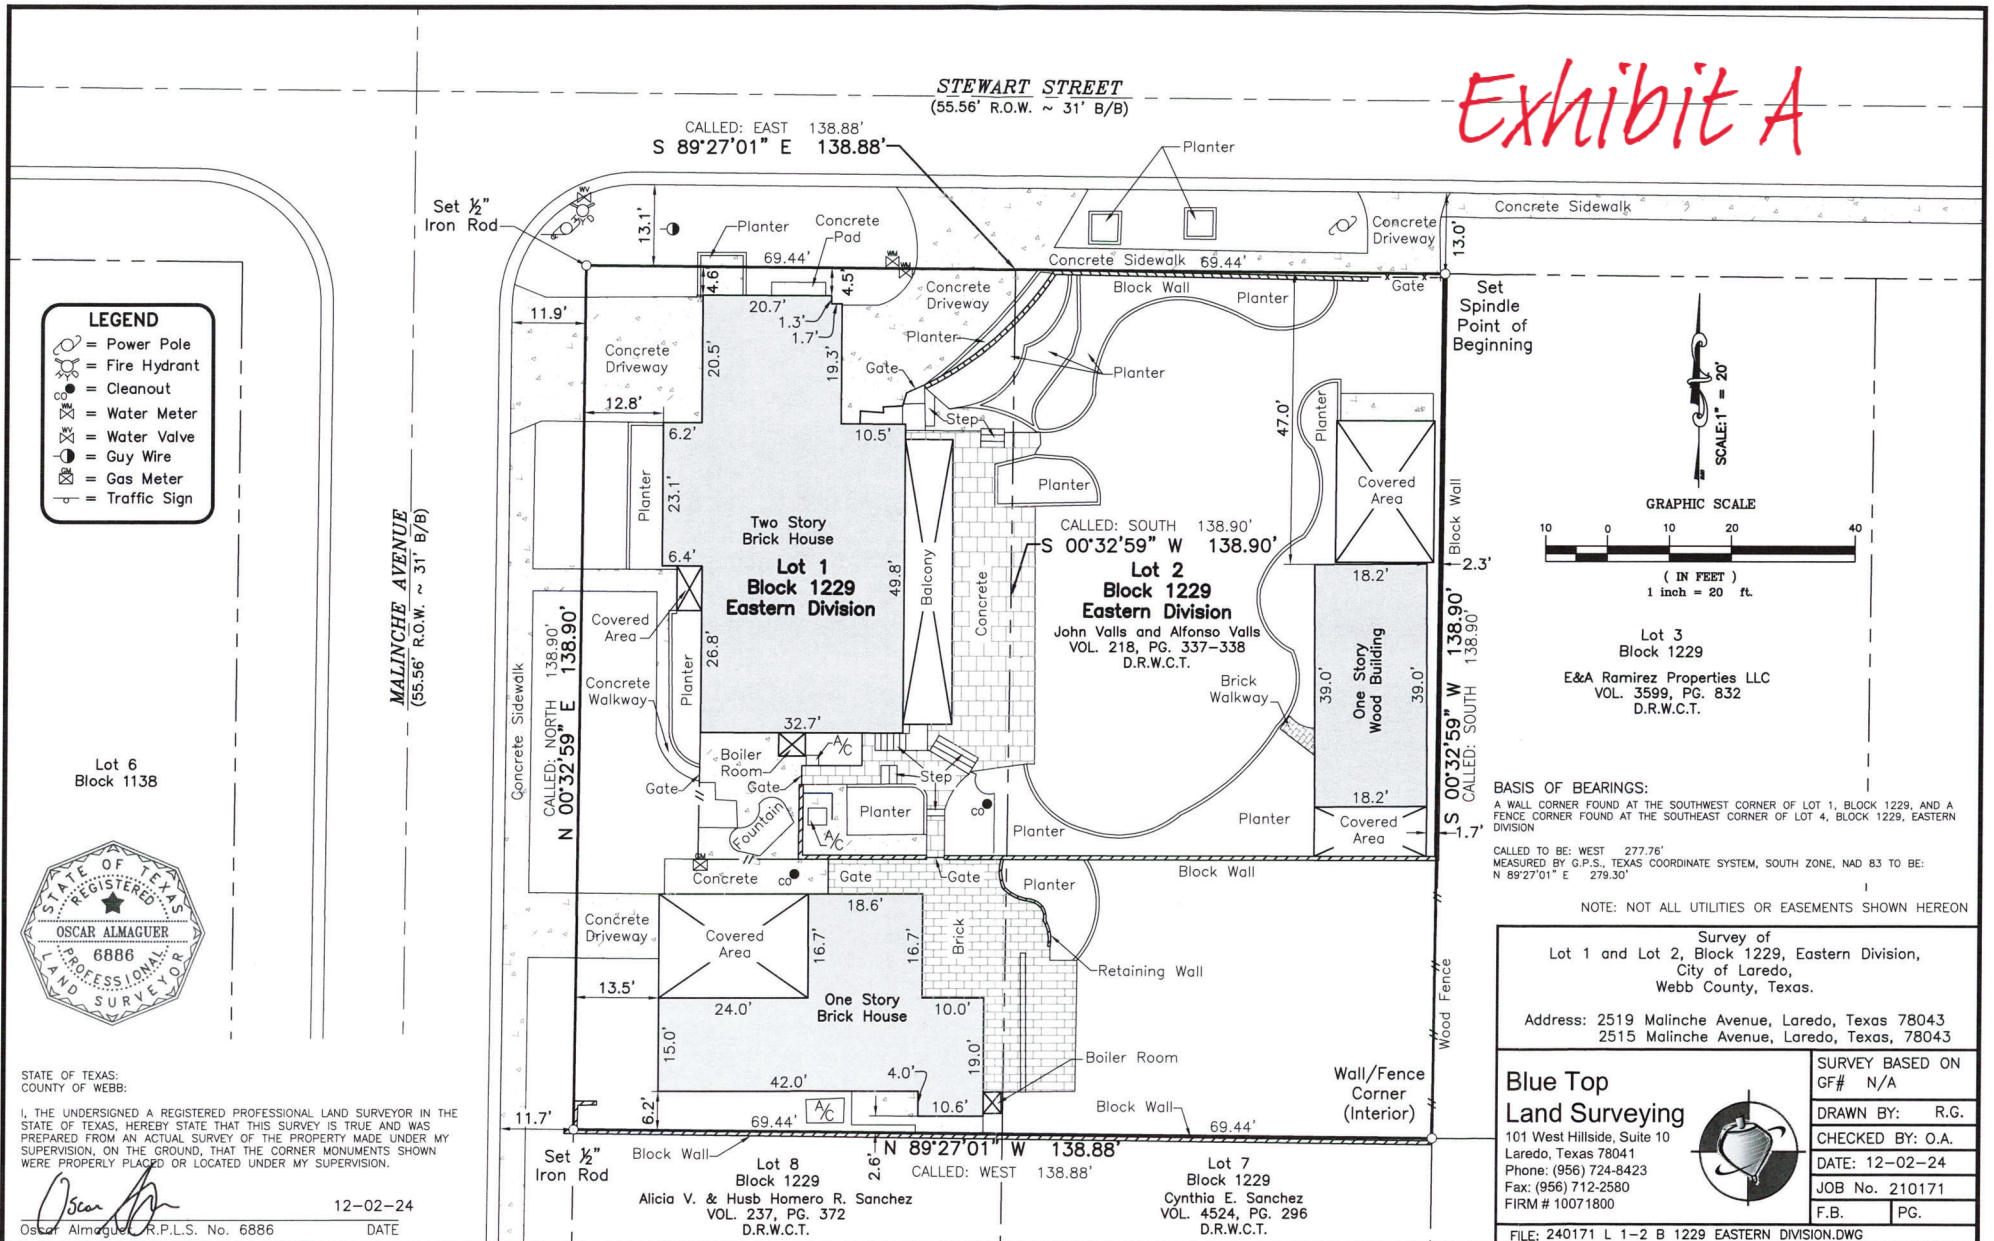 Exhibit A
STEWART STREET
(55.56' R.O.W. ~ 31' B/B)
CALLED: EAST 138.88'
S 89°27'01" E 138.88'
Planter
Concrete Sidewalk
Set ½"
Iron Rod
WV
HYD
13.1'
Planter
Concrete
Pad
WM
WM
Concrete
Driveway
13.0'
69.44'
Concrete Sidewalk 69.44'
4.6'
4.5'
Block Wall
Planter
Gate
Set
Spindle
Point of
Beginning
LEGEND
= Power Pole
= Fire Hydrant
HYD
= Cleanout
CO
WM
= Water Meter
WV
= Water Valve
= Guy Wire
GM
= Gas Meter
= Traffic Sign
11.9'
20.7'
1.3'
1.7'
Concrete
Driveway
Concrete
Driveway
20.5'
19.3'
Planter
Gate
Planter
12.8'
6.2'
10.5'
Step
47.0'
Planter
SCALE: 1" = 20'
Planter
23.1'
Planter
Covered
Area
Block Wall
GRAPHIC SCALE
10 0 10 20 40
( IN FEET )
1 inch = 20 ft.
MALINCHE AVENUE
(55.56' R.O.W. ~ 31' B/B)
Two Story
Brick House
Lot 1
Block 1229
Eastern Division
6.4'
49.8'
Balcony
Concrete
CALLED: SOUTH 138.90'
S 00°32'59" W 138.90'
Lot 2
Block 1229
Eastern Division
John Valls and Alfonso Valls
VOL. 218, PG. 337-338
D.R.W.C.T.
18.2'
2.3'
Covered
Area
26.8'
Planter
Concrete
Walkway
Concrete Sidewalk
CALLED: NORTH 138.90'
N 00°32'59" E 138.90'
Brick
Walkway
39.0'
One Story
Wood Building
39.0'
S 00°32'59" W 138.90'
CALLED: SOUTH 138.90'
Lot 3
Block 1229
E&A Ramirez Properties LLC
VOL. 3599, PG. 832
D.R.W.C.T.
32.7'
Boiler
Room
A/C
Step
Gate
Gate
Fountain
A/C
Planter
CO
Planter
Planter
18.2'
Covered
Area
1.7'
Lot 6
Block 1138
BASIS OF BEARINGS:
A WALL CORNER FOUND AT THE SOUTHWEST CORNER OF LOT 1, BLOCK 1229, AND A
FENCE CORNER FOUND AT THE SOUTHEAST CORNER OF LOT 4, BLOCK 1229, EASTERN
DIVISION
CALLED TO BE: WEST 277.76'
MEASURED BY G.P.S., TEXAS COORDINATE SYSTEM, SOUTH ZONE, NAD 83 TO BE:
N 89°27'01" E 279.30'
NOTE: NOT ALL UTILITIES OR EASEMENTS SHOWN HEREON
STATE OF TEXAS
REGISTERED
OSCAR ALMAGUER
6886
PROFESSIONAL
LAND SURVEYOR
GM
Concrete
CO
Gate
Gate
Planter
Block Wall
18.6'
Concrete
Driveway
Covered
Area
16.7'
16.7'
Brick
Retaining Wall
Wood Fence
13.5'
24.0'
One Story
Brick House
10.0'
15.0'
19.0'
Boiler Room
42.0'
4.0'
6.2'
A/C
10.6'
Wall/Fence
Corner
(Interior)
11.7'
69.44'
Block Wall
69.44'
Set ½"
Iron Rod
Block Wall
2.6'
N 89°27'01" W 138.88'
CALLED: WEST 138.88'
Lot 8
Block 1229
Alicia V. & Husb Homero R. Sanchez
VOL. 237, PG. 372
D.R.W.C.T.
Lot 7
Block 1229
Cynthia E. Sanchez
VOL. 4524, PG. 296
D.R.W.C.T.
STATE OF TEXAS:
COUNTY OF WEBB:
I, THE UNDERSIGNED A REGISTERED PROFESSIONAL LAND SURVEYOR IN THE
STATE OF TEXAS, HEREBY STATE THAT THIS SURVEY IS TRUE AND WAS
PREPARED FROM AN ACTUAL SURVEY OF THE PROPERTY MADE UNDER MY
SUPERVISION, ON THE GROUND, THAT THE CORNER MONUMENTS SHOWN
WERE PROPERLY PLACED OR LOCATED UNDER MY SUPERVISION.
12-02-24
Oscar Almaguer R.P.L.S. No. 6886 DATE
Survey of
Lot 1 and Lot 2, Block 1229, Eastern Division,
City of Laredo,
Webb County, Texas.
Address: 2519 Malinche Avenue, Laredo, Texas 78043
2515 Malinche Avenue, Laredo, Texas, 78043
Blue Top
Land Surveying
101 West Hillside, Suite 10
Laredo, Texas 78041
Phone: (956) 724-8423
Fax: (956) 712-2580
FIRM # 10071800
SURVEY BASED ON
GF# N/A
DRAWN BY: R.G.
CHECKED BY: O.A.
DATE: 12-02-24
JOB No. 210171
F.B. PG.
FILE: 240171 L 1-2 B 1229 EASTERN DIVISION.DWG